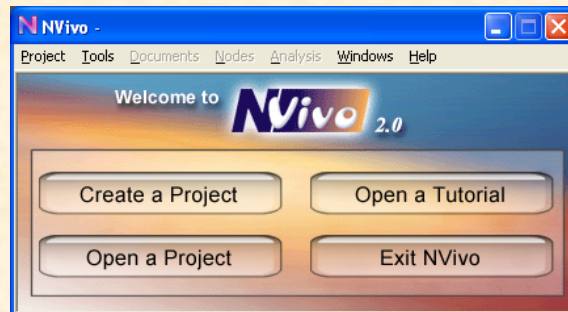 NVivo -
Project Tools Documents Nodes Analysis Windows Help
Welcome to NVivo 2.0
Create a Project Open a Tutorial
Open a Project Exit NVivo